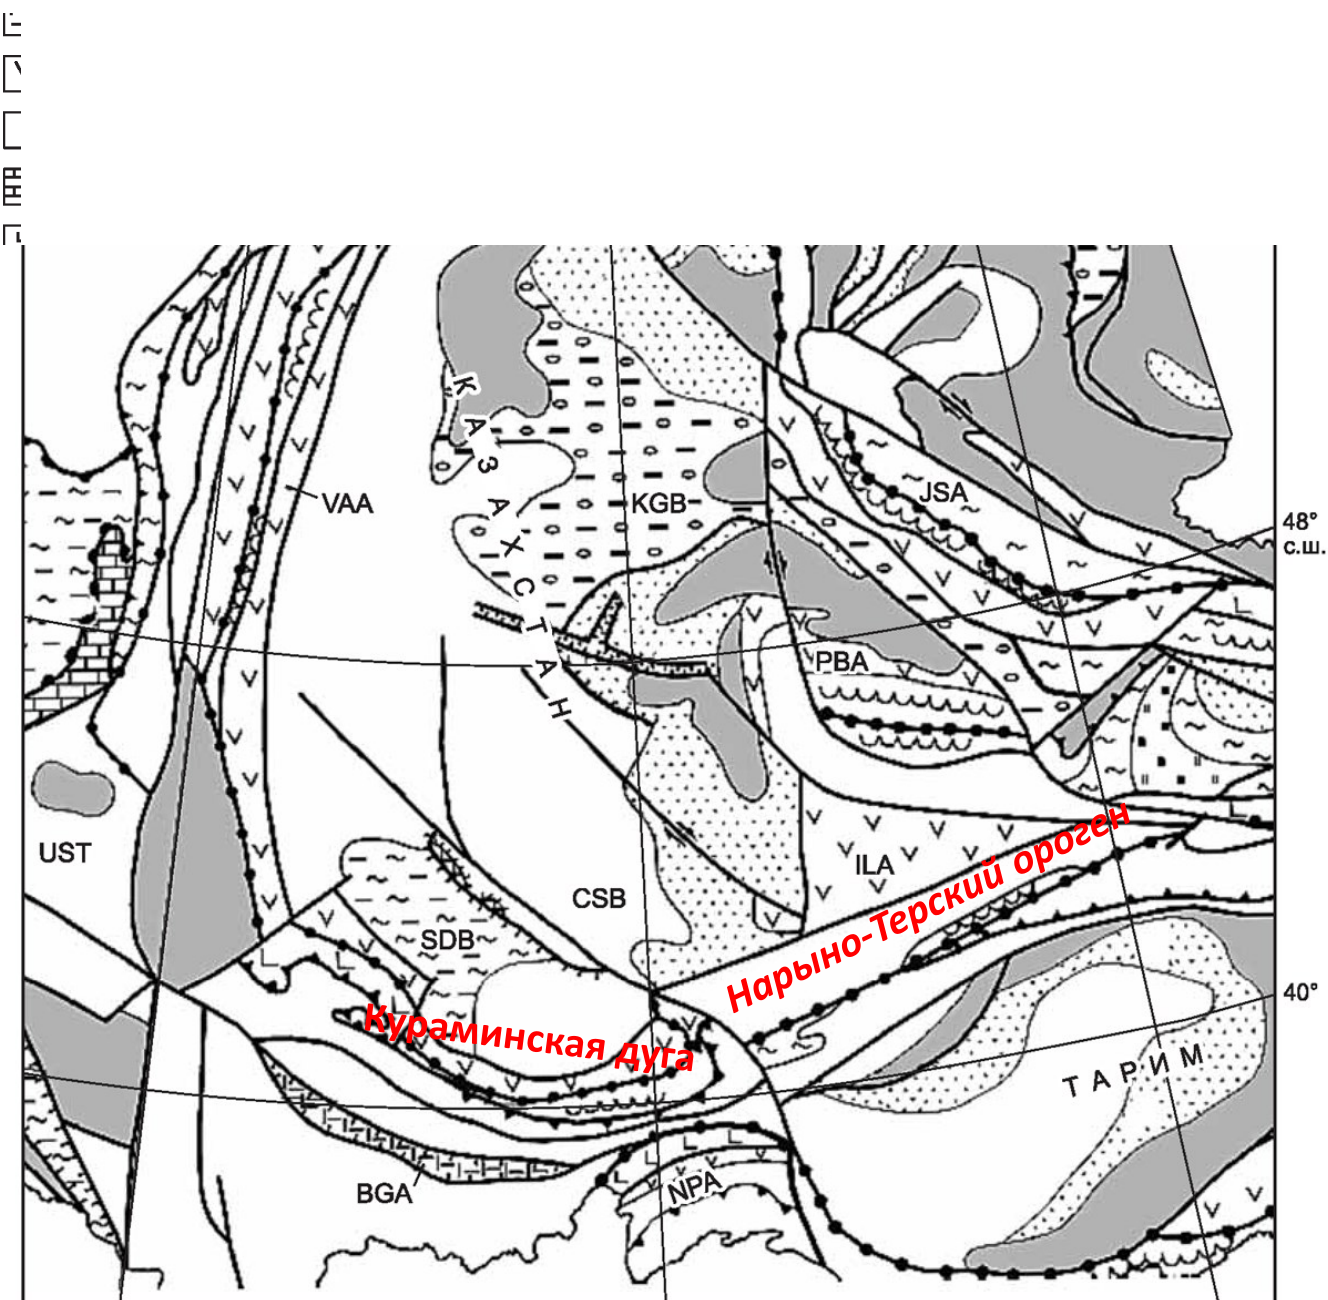 КАЗАХСТАН
VAA
KGB
JSA
48°
с.ш.
PBA
UST
ILA
CSB
SDB
Нарыно-Терский ороген
40°
Кураминская дуга
ТАРИМ
BGA
NPA